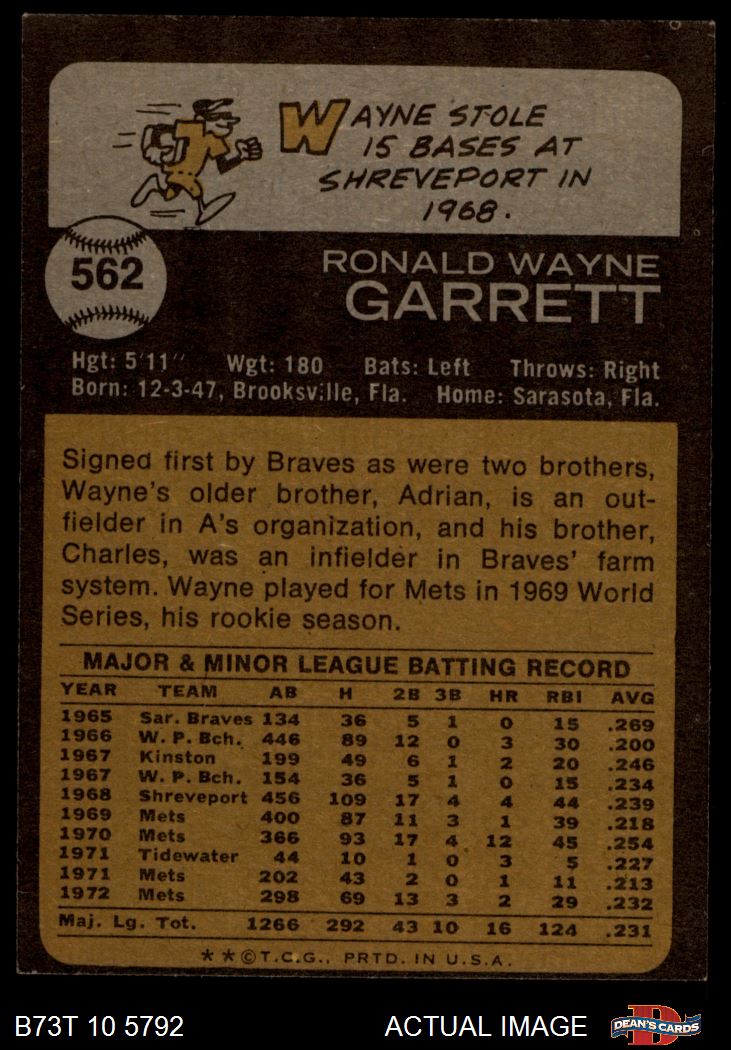 WAYNE STOLE
15 BASES AT
SHREVEPORT IN
1968.
562
RONALD WAYNE
GARRETT
Hgt: 5'11" Wgt: 180 Bats: Left Throws: Right
Born: 12-3-47, Brooksville, Fla. Home: Sarasota, Fla.
Signed first by Braves as were two brothers,
Wayne's older brother, Adrian, is an out-
fielder in A's organization, and his brother,
Charles, was an infielder in Braves' farm
system. Wayne played for Mets in 1969 World
Series, his rookie season.
MAJOR & MINOR LEAGUE BATTING RECORD
YEAR TEAM AB H 2B 3B HR RBI AVG
1965 Sar. Braves 134 36 5 1 0 15 .269
1966 W. P. Bch. 446 89 12 0 3 30 .200
1967 Kinston 199 49 6 1 2 20 .246
1967 W. P. Bch. 154 36 5 1 0 15 .234
1968 Shreveport 456 109 17 4 4 44 .239
1969 Mets 400 87 11 3 1 39 .218
1970 Mets 366 93 17 4 12 45 .254
1971 Tidewater 44 10 1 0 3 5 .227
1971 Mets 202 43 2 0 1 11 .213
1972 Mets 298 69 13 3 2 29 .232
Maj. Lg. Tot. 1266 292 43 10 16 124 .231
**©T.C.G., PRTD. IN U.S.A.
B73T 10 5792 ACTUAL IMAGE DEAN'S CARDS